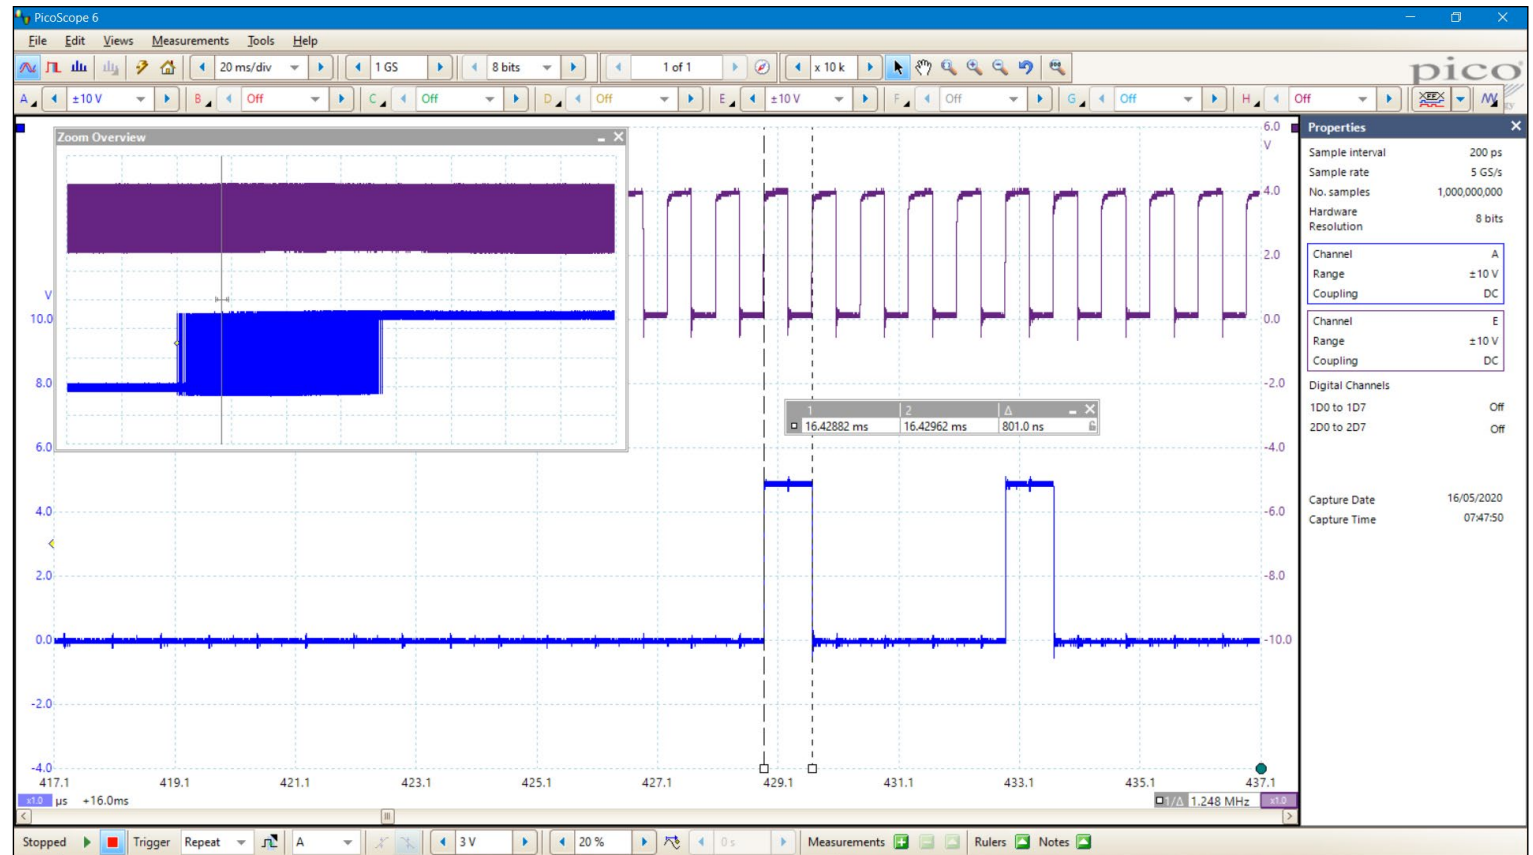 PicoScope 6
File Edit Views Measurements Tools Help
20 ms/div 1 GS 8 bits 1 of 1 x 10 k
pico
A ±10 V B Off C Off D Off E ±10 V F Off G Off H Off
Zoom Overview
V
10.0
8.0
6.0
4.0
2.0
0.0
-2.0
-4.0
6.0
V
4.0
2.0
0.0
-2.0
-4.0
-6.0
-8.0
-10.0
1 2 Δ
16.42882 ms 16.42962 ms 801.0 ns
417.1 419.1 421.1 423.1 425.1 427.1 429.1 431.1 433.1 435.1 437.1
x1.0 µs +16.0ms
1/Δ 1.248 MHz x1.0
Properties
Sample interval 200 ps
Sample rate 5 GS/s
No. samples 1,000,000,000
Hardware
Resolution 8 bits
Channel A
Range ±10 V
Coupling DC
Channel E
Range ±10 V
Coupling DC
Digital Channels
1D0 to 1D7 Off
2D0 to 2D7 Off
Capture Date 16/05/2020
Capture Time 07:47:50
Stopped Trigger Repeat A 3 V 20 % 0 s Measurements Rulers Notes